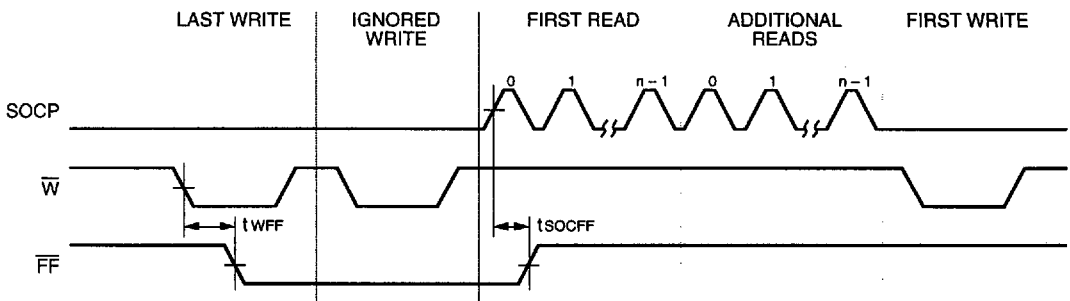 LAST WRITE
IGNORED
WRITE
FIRST READ
ADDITIONAL
READS
FIRST WRITE
0 1 n–1 0 1 n–1
SOCP
W̅
tWFF
tSOCFF
F̅F̅